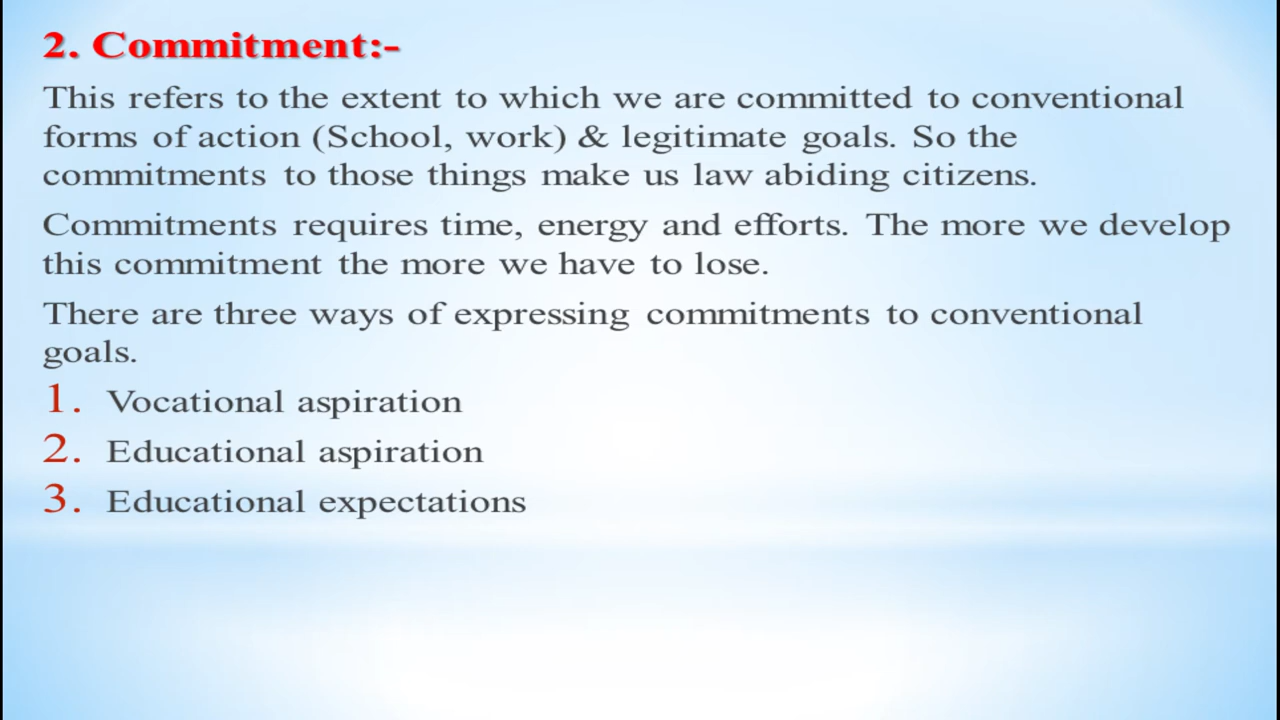 2. Commitment:-
This refers to the extent to which we are committed to conventional
forms of action (School, work) & legitimate goals. So the
commitments to those things make us law abiding citizens.
Commitments requires time, energy and efforts. The more we develop
this commitment the more we have to lose.
There are three ways of expressing commitments to conventional
goals.
1. Vocational aspiration
2. Educational aspiration
3. Educational expectations